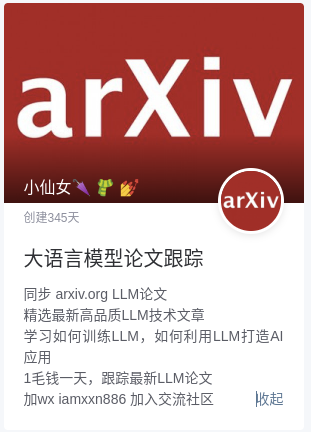 arXiv
小仙女🌂 🧣 💅
arXiv
创建345天
大语言模型论文跟踪
同步 arxiv.org LLM论文
精选最新高品质LLM技术文章
学习如何训练LLM，如何利用LLM打造AI
应用
1毛钱一天，跟踪最新LLM论文
加wx iamxxn886 加入交流社区 收起